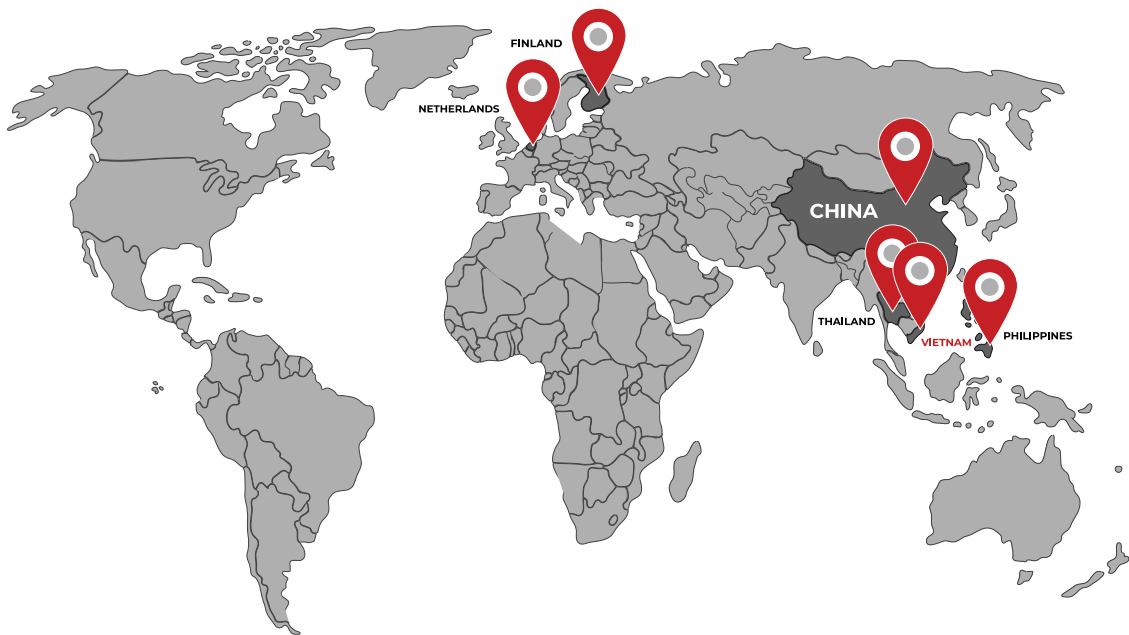 FINLAND
NETHERLANDS
CHINA
THAILAND
VIETNAM
PHILIPPINES